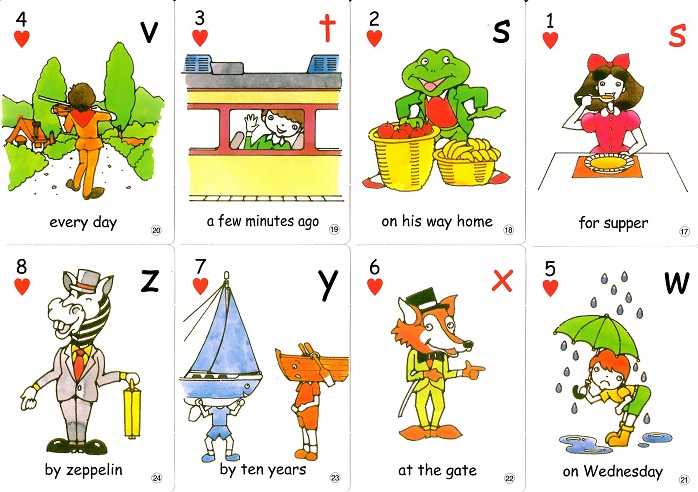 4 v
every day
20
3 t
a few minutes ago
19
2 s
on his way home
18
1 s
for supper
17
8 z
by zeppelin
24
7 y
by ten years
23
6 x
at the gate
22
5 w
on Wednesday
21